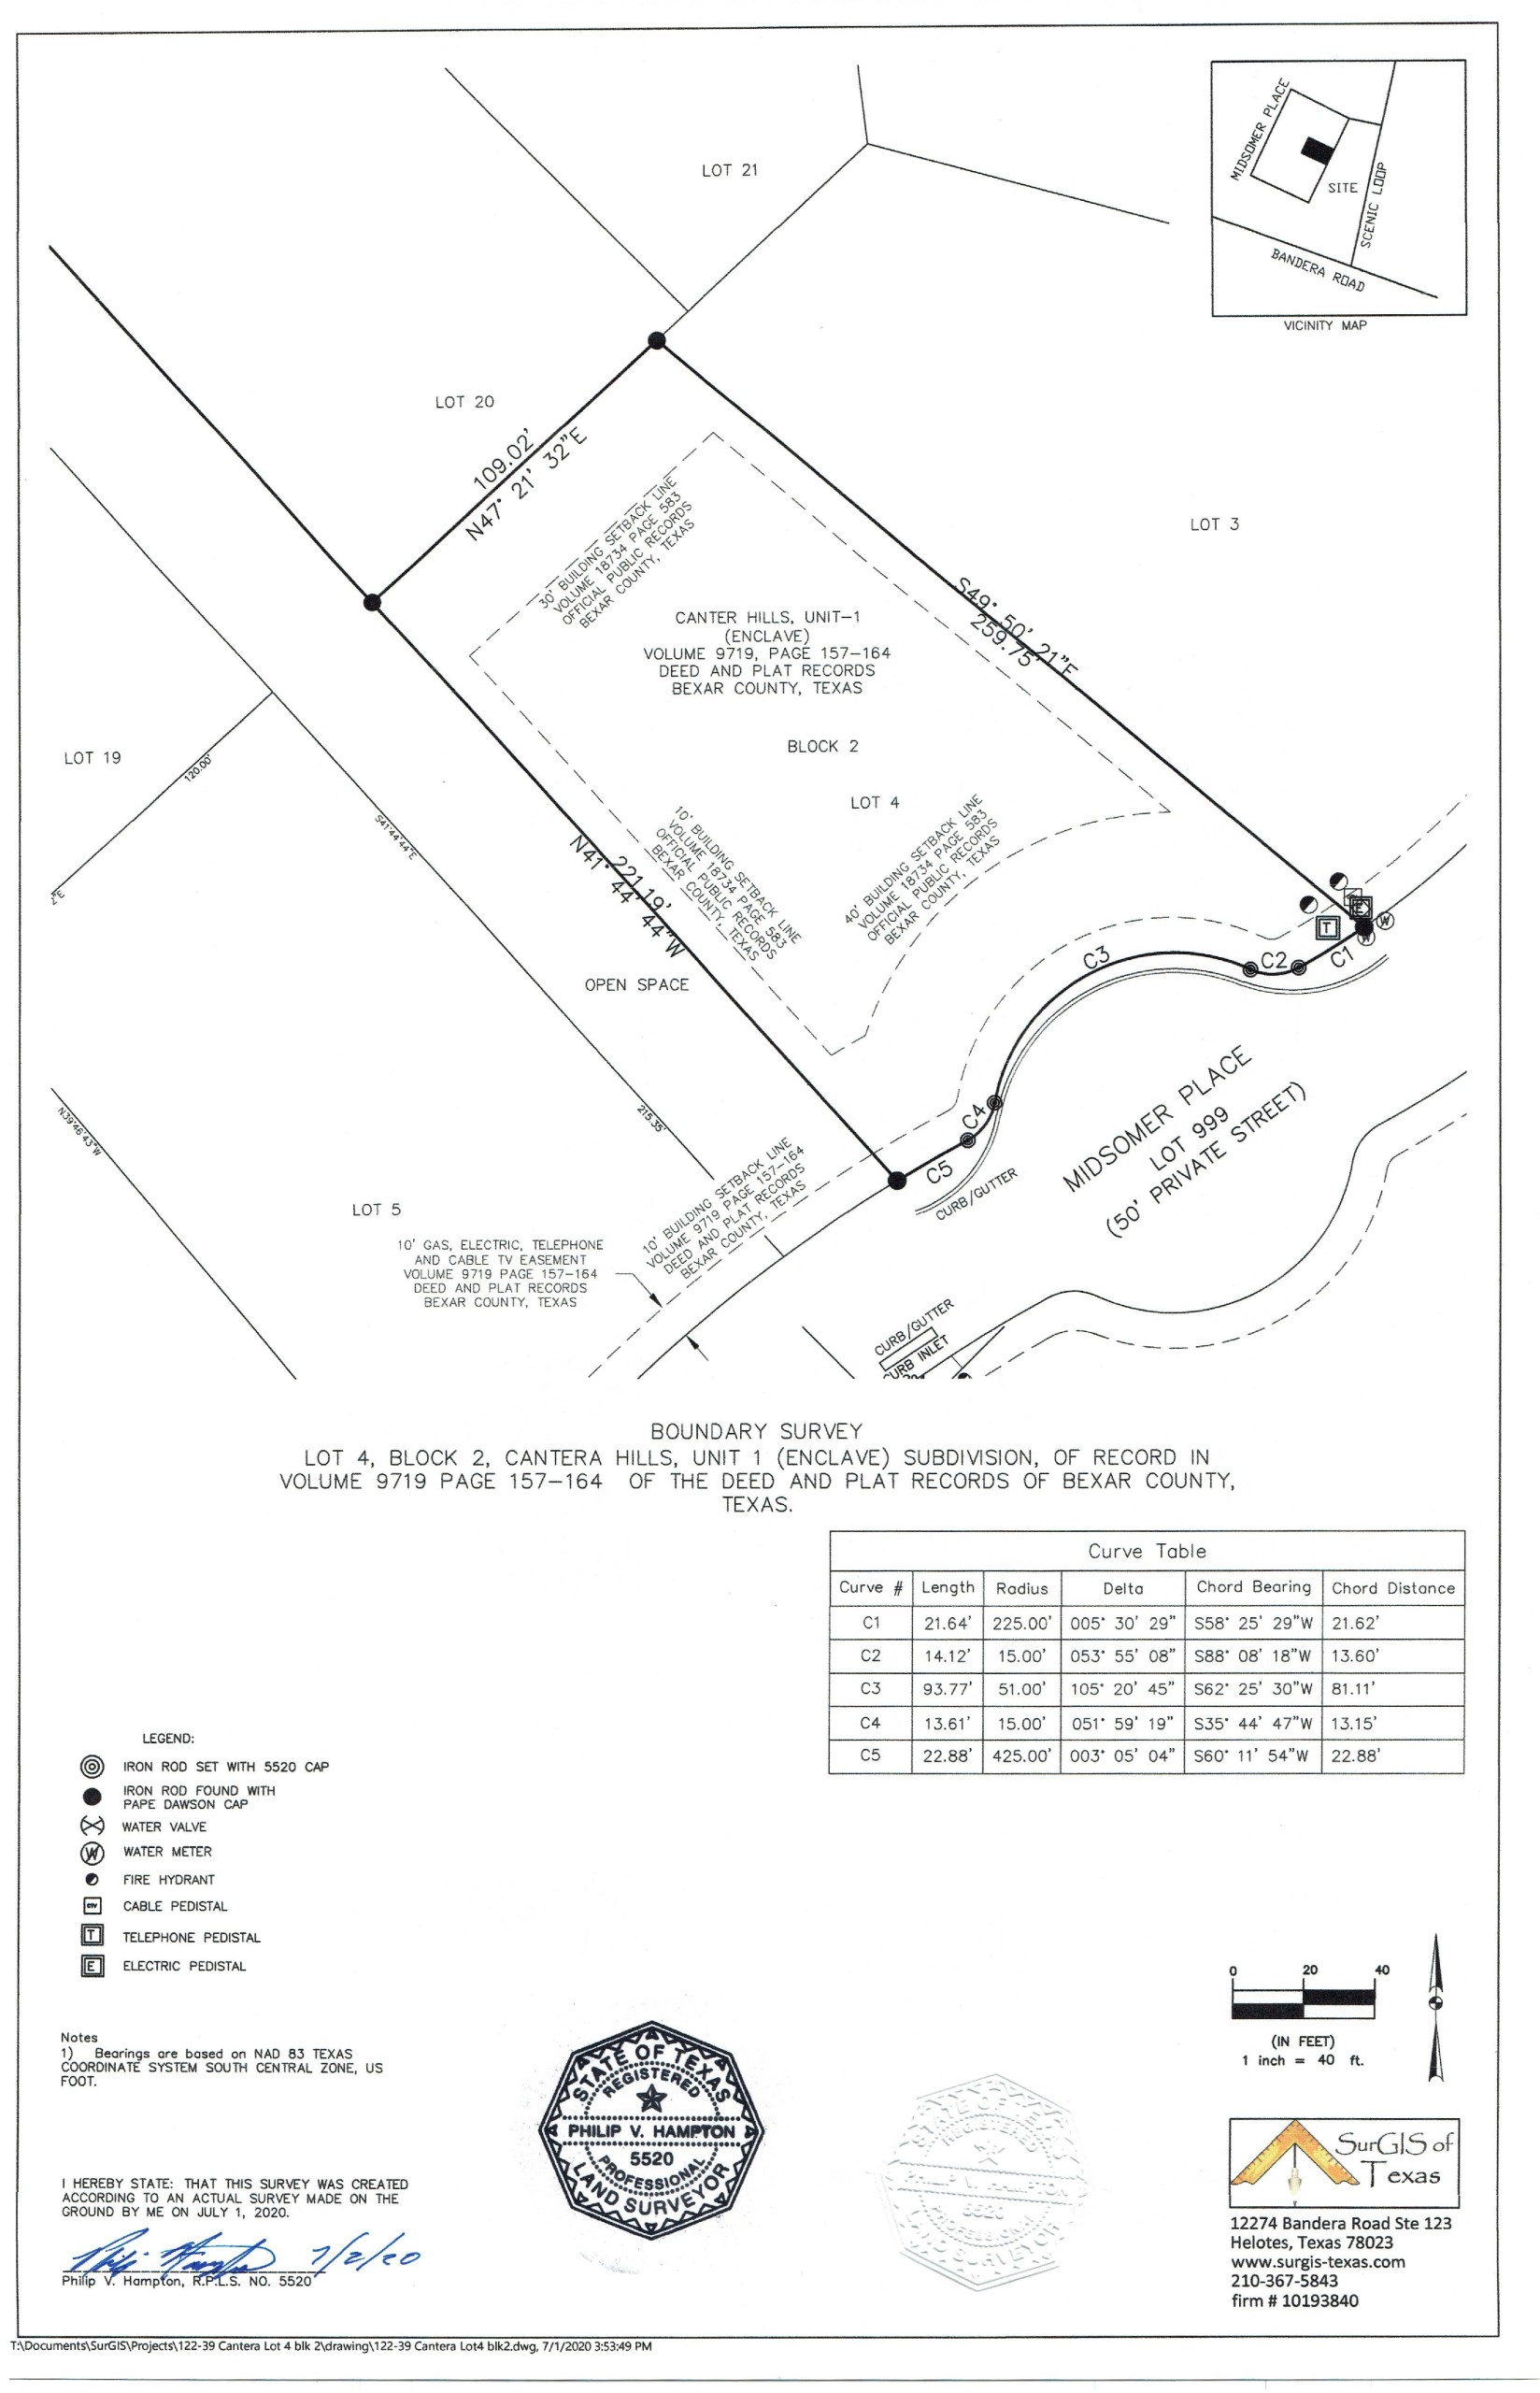 LOT 21
MIDSOMER PLACE
SITE
SCENIC LOOP
BANDERA ROAD
VICINITY MAP
LOT 20
109.02'
N47° 21' 32"E
30' BUILDING SETBACK LINE
VOLUME 18734 PAGE 583
OFFICIAL PUBLIC RECORDS
BEXAR COUNTY, TEXAS
LOT 3
S49° 50' 21"E
259.75'
CANTER HILLS, UNIT-1
(ENCLAVE)
VOLUME 9719, PAGE 157-164
DEED AND PLAT RECORDS
BEXAR COUNTY, TEXAS
BLOCK 2
LOT 4
LOT 19
120.00'
S41°44'44"E
221.19'
N41° 44' 44"W
10' BUILDING SETBACK LINE
VOLUME 18734 PAGE 583
OFFICIAL PUBLIC RECORDS
BEXAR COUNTY, TEXAS
40' BUILDING SETBACK LINE
VOLUME 18734 PAGE 583
OFFICIAL PUBLIC RECORDS
BEXAR COUNTY, TEXAS
E
T
W
W
C1
C2
C3
C4
C5
OPEN SPACE
N39°46'43"W
215.35'
MIDSOMER PLACE
LOT 999
(50' PRIVATE STREET)
CURB/GUTTER
LOT 5
10' GAS, ELECTRIC, TELEPHONE
AND CABLE TV EASEMENT
VOLUME 9719 PAGE 157-164
DEED AND PLAT RECORDS
BEXAR COUNTY, TEXAS
10' BUILDING SETBACK LINE
VOLUME 9719 PAGE 157-164
DEED AND PLAT RECORDS
BEXAR COUNTY, TEXAS
CURB/GUTTER
CURB INLET
BOUNDARY SURVEY
LOT 4, BLOCK 2, CANTERA HILLS, UNIT 1 (ENCLAVE) SUBDIVISION, OF RECORD IN
VOLUME 9719 PAGE 157-164 OF THE DEED AND PLAT RECORDS OF BEXAR COUNTY,
TEXAS.
Curve Table
Curve # Length Radius Delta Chord Bearing Chord Distance
C1 21.64' 225.00' 005° 30' 29" S58° 25' 29"W 21.62'
C2 14.12' 15.00' 053° 55' 08" S88° 08' 18"W 13.60'
C3 93.77' 51.00' 105° 20' 45" S62° 25' 30"W 81.11'
C4 13.61' 15.00' 051° 59' 19" S35° 44' 47"W 13.15'
C5 22.88' 425.00' 003° 05' 04" S60° 11' 54"W 22.88'
LEGEND:
IRON ROD SET WITH 5520 CAP
IRON ROD FOUND WITH
PAPE DAWSON CAP
WATER VALVE
W WATER METER
FIRE HYDRANT
CTV CABLE PEDISTAL
T TELEPHONE PEDISTAL
E ELECTRIC PEDISTAL
0 20 40
(IN FEET)
1 inch = 40 ft.
Notes
1) Bearings are based on NAD 83 TEXAS
COORDINATE SYSTEM SOUTH CENTRAL ZONE, US
FOOT.
STATE OF TEXAS
REGISTERED
PHILIP V. HAMPTON
5520
PROFESSIONAL
LAND SURVEYOR
STATE OF TEXAS
REGISTERED
PHILIP V. HAMPTON
5520
PROFESSIONAL
LAND SURVEYOR
SurGIS of
Texas
I HEREBY STATE: THAT THIS SURVEY WAS CREATED
ACCORDING TO AN ACTUAL SURVEY MADE ON THE
GROUND BY ME ON JULY 1, 2020.
7/2/20
Philip V. Hampton, R.P.L.S. NO. 5520
12274 Bandera Road Ste 123
Helotes, Texas 78023
www.surgis-texas.com
210-367-5843
firm # 10193840
T:\Documents\SurGIS\Projects\122-39 Cantera Lot 4 blk 2\drawing\122-39 Cantera Lot4 blk2.dwg, 7/1/2020 3:53:49 PM